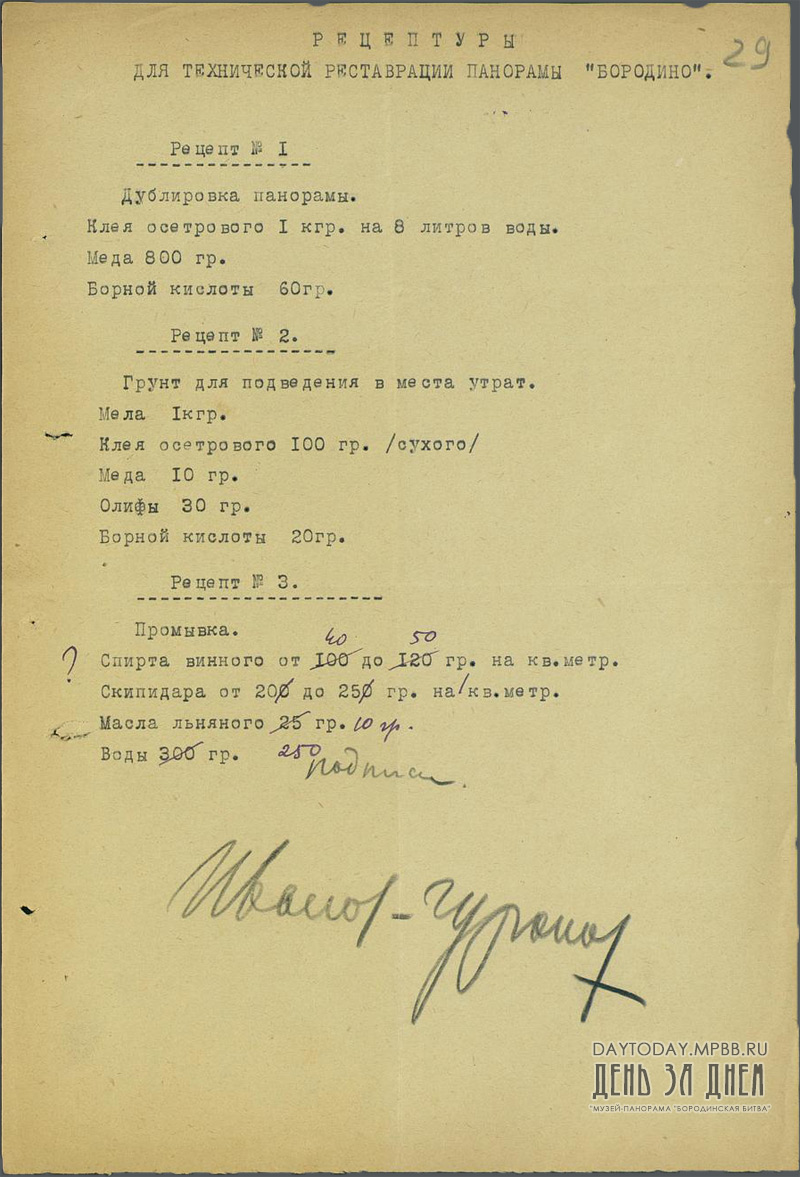 РЕЦЕПТУРЫ
29
ДЛЯ ТЕХНИЧЕСКОЙ РЕСТАВРАЦИИ ПАНОРАМЫ "БОРОДИНО".
Рецепт № I
Дублировка панорамы.
Клея осетрового I кгр. на 8 литров воды.
Меда 800 гр.
Борной кислоты 60гр.
Рецепт № 2.
Грунт для подведения в места утрат.
Мела Iкгр.
Клея осетрового I00 гр. /сухого/
Меда I0 гр.
Олифы 30 гр.
Борной кислоты 20гр.
Рецепт № 3.
Промывка.
40 50
? Спирта винного от I00 до I20 гр. на кв.метр.
Скипидара от 200 до 250 гр. на/кв.метр.
Масла льняного 25 гр. 10 гр.
Воды 300 гр. 250
подписи
DAYTODAY.MPBB.RU
ДЕНЬ ЗА ДНЕМ
"МУЗЕЙ-ПАНОРАМА "БОРОДИНСКАЯ БИТВА"